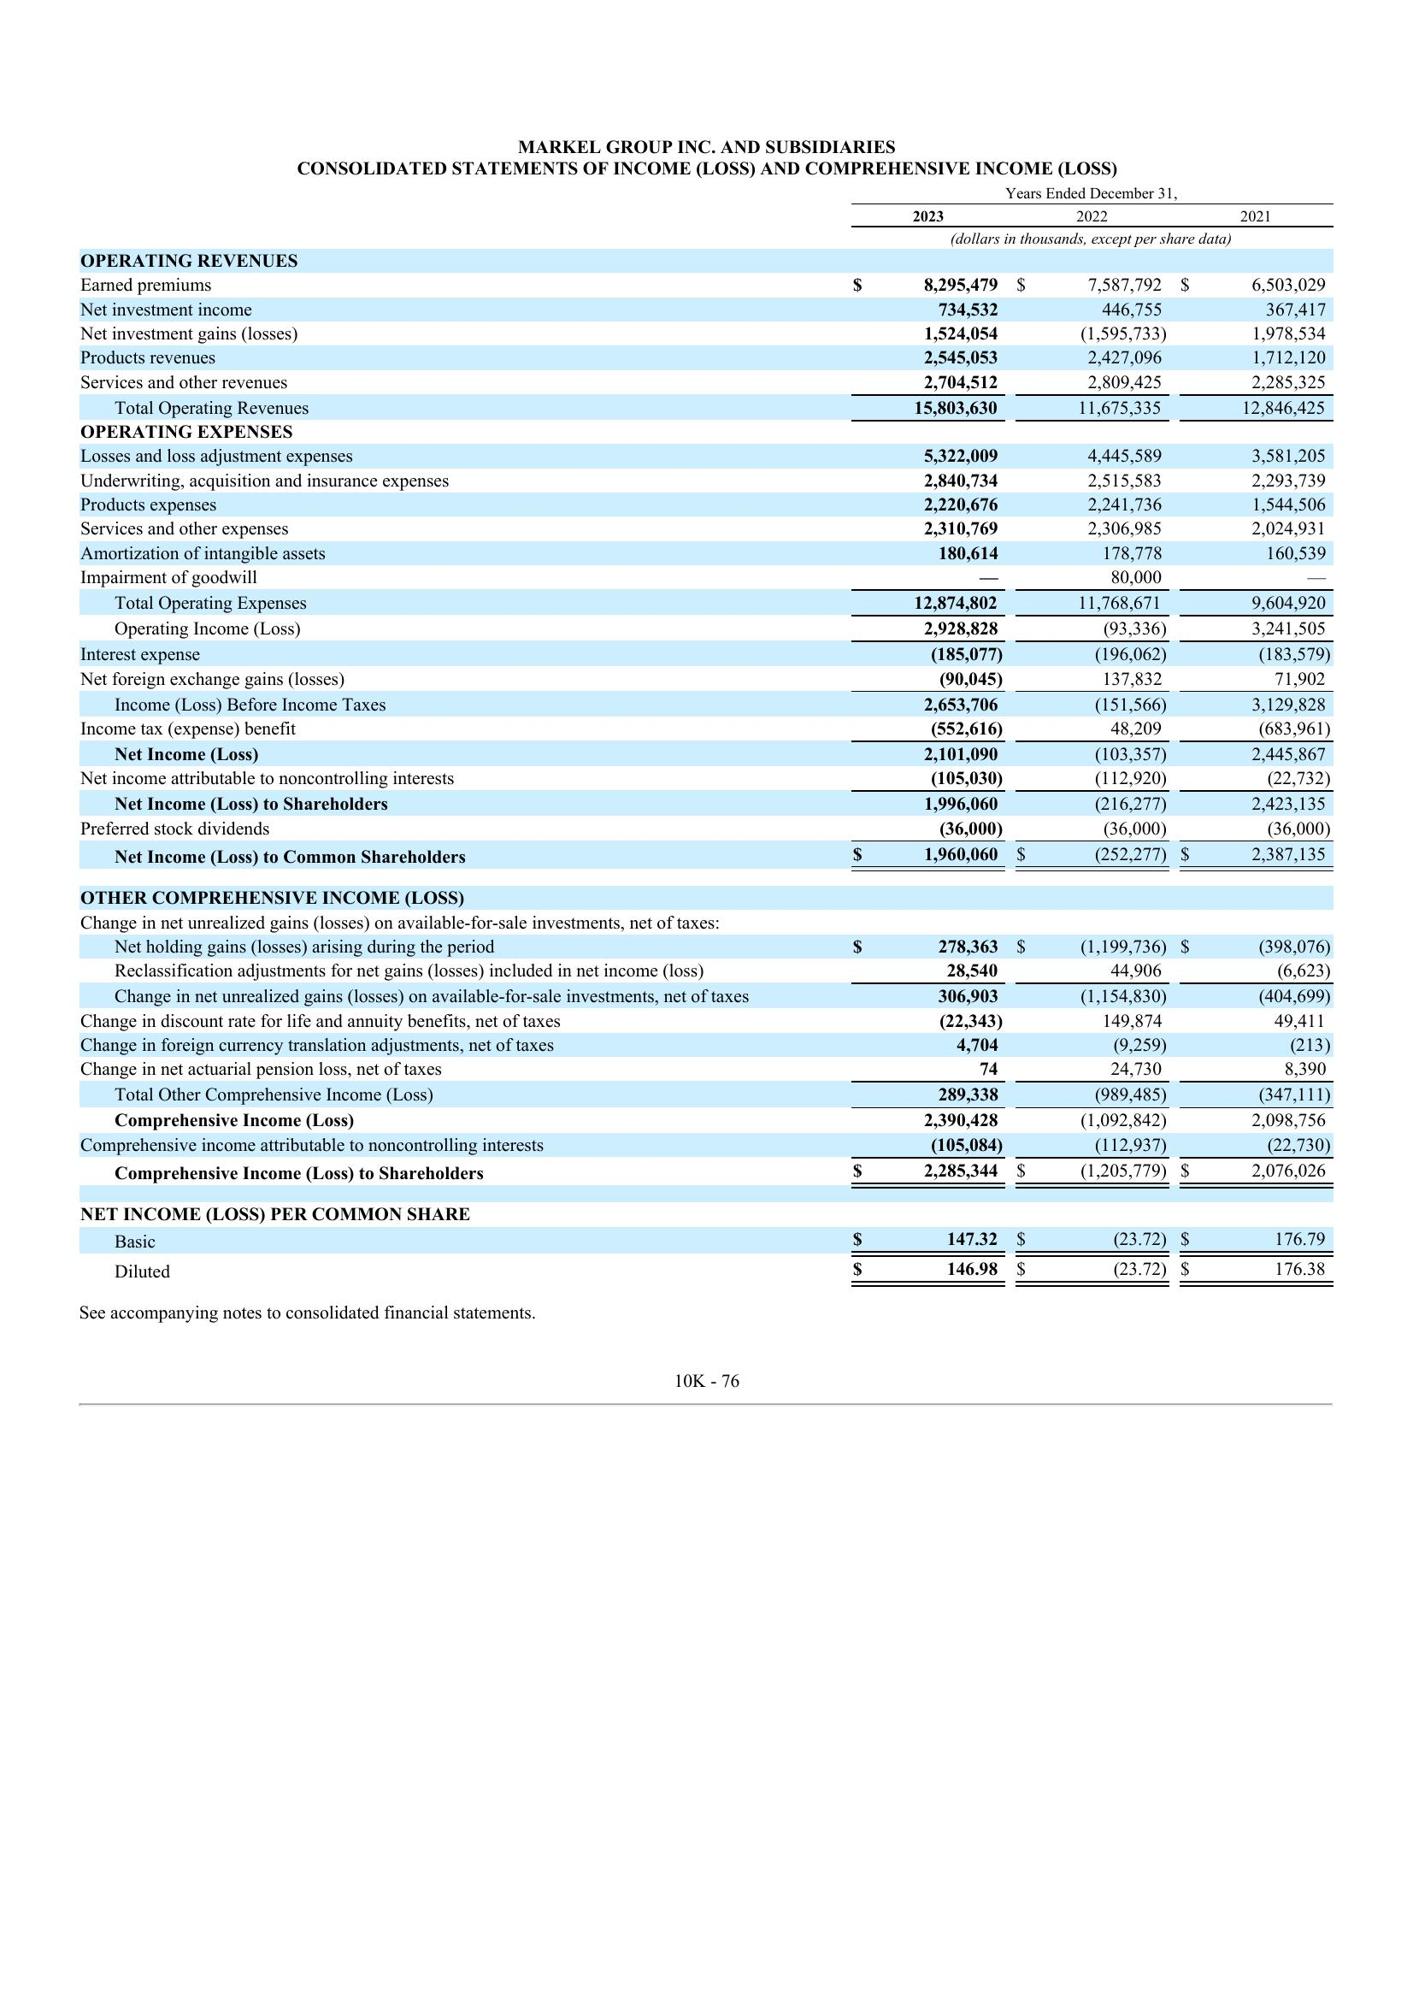 MARKEL GROUP INC. AND SUBSIDIARIES
CONSOLIDATED STATEMENTS OF INCOME (LOSS) AND COMPREHENSIVE INCOME (LOSS)
Years Ended December 31,
2023 2022 2021
(dollars in thousands, except per share data)
OPERATING REVENUES
Earned premiums $ 8,295,479 $ 7,587,792 $ 6,503,029
Net investment income 734,532 446,755 367,417
Net investment gains (losses) 1,524,054 (1,595,733) 1,978,534
Products revenues 2,545,053 2,427,096 1,712,120
Services and other revenues 2,704,512 2,809,425 2,285,325
Total Operating Revenues 15,803,630 11,675,335 12,846,425
OPERATING EXPENSES
Losses and loss adjustment expenses 5,322,009 4,445,589 3,581,205
Underwriting, acquisition and insurance expenses 2,840,734 2,515,583 2,293,739
Products expenses 2,220,676 2,241,736 1,544,506
Services and other expenses 2,310,769 2,306,985 2,024,931
Amortization of intangible assets 180,614 178,778 160,539
Impairment of goodwill — 80,000 —
Total Operating Expenses 12,874,802 11,768,671 9,604,920
Operating Income (Loss) 2,928,828 (93,336) 3,241,505
Interest expense (185,077) (196,062) (183,579)
Net foreign exchange gains (losses) (90,045) 137,832 71,902
Income (Loss) Before Income Taxes 2,653,706 (151,566) 3,129,828
Income tax (expense) benefit (552,616) 48,209 (683,961)
Net Income (Loss) 2,101,090 (103,357) 2,445,867
Net income attributable to noncontrolling interests (105,030) (112,920) (22,732)
Net Income (Loss) to Shareholders 1,996,060 (216,277) 2,423,135
Preferred stock dividends (36,000) (36,000) (36,000)
Net Income (Loss) to Common Shareholders $ 1,960,060 $ (252,277) $ 2,387,135
OTHER COMPREHENSIVE INCOME (LOSS)
Change in net unrealized gains (losses) on available-for-sale investments, net of taxes:
Net holding gains (losses) arising during the period $ 278,363 $ (1,199,736) $ (398,076)
Reclassification adjustments for net gains (losses) included in net income (loss) 28,540 44,906 (6,623)
Change in net unrealized gains (losses) on available-for-sale investments, net of taxes 306,903 (1,154,830) (404,699)
Change in discount rate for life and annuity benefits, net of taxes (22,343) 149,874 49,411
Change in foreign currency translation adjustments, net of taxes 4,704 (9,259) (213)
Change in net actuarial pension loss, net of taxes 74 24,730 8,390
Total Other Comprehensive Income (Loss) 289,338 (989,485) (347,111)
Comprehensive Income (Loss) 2,390,428 (1,092,842) 2,098,756
Comprehensive income attributable to noncontrolling interests (105,084) (112,937) (22,730)
Comprehensive Income (Loss) to Shareholders $ 2,285,344 $ (1,205,779) $ 2,076,026
NET INCOME (LOSS) PER COMMON SHARE
Basic $ 147.32 $ (23.72) $ 176.79
Diluted $ 146.98 $ (23.72) $ 176.38
See accompanying notes to consolidated financial statements.
10K - 76